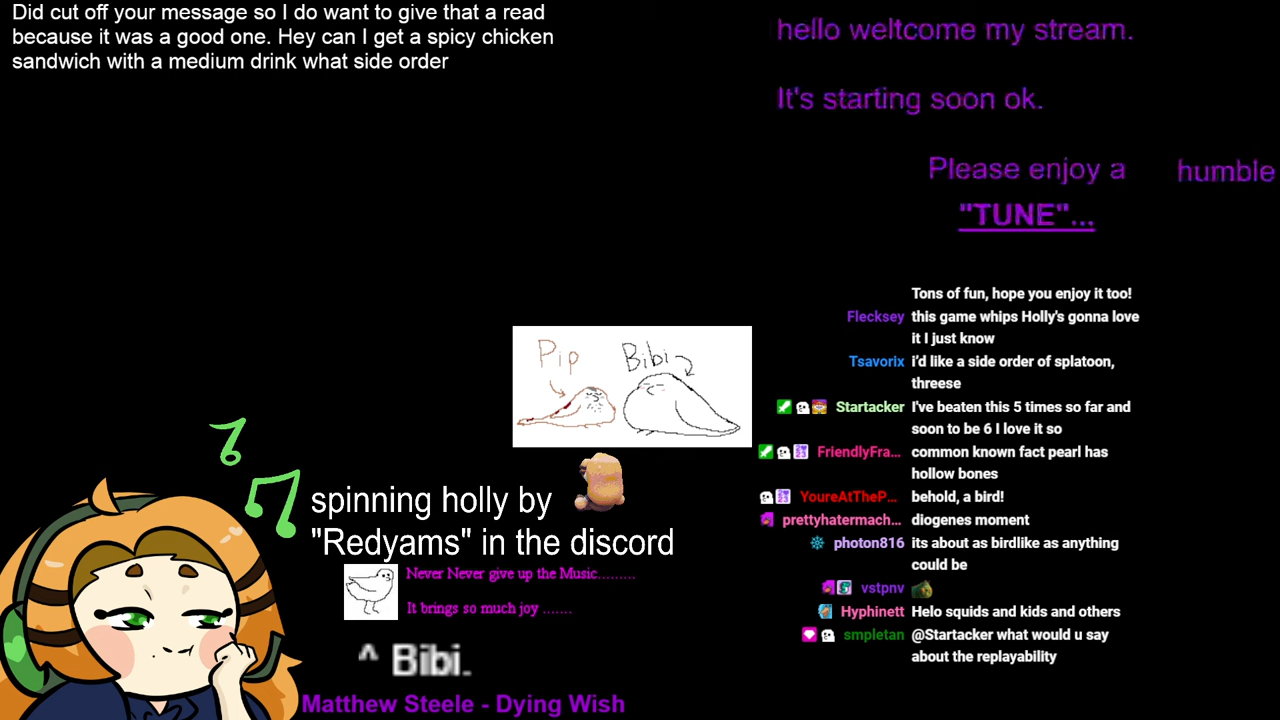 Did cut off your message so I do want to give that a read
because it was a good one. Hey can I get a spicy chicken
sandwich with a medium drink what side order
hello weltcome my stream.
It's starting soon ok.
Please enjoy a humble
"TUNE"...
Pip
Bibi
Tons of fun, hope you enjoy it too!
Flecksey this game whips Holly's gonna love
it I just know
Tsavorix i'd like a side order of splatoon,
threese
Startacker I've beaten this 5 times so far and
soon to be 6 I love it so
FriendlyFra... common known fact pearl has
hollow bones
YoureAtTheP... behold, a bird!
prettyhatermach... diogenes moment
photon816 its about as birdlike as anything
could be
vstpnv
Hyphinett Helo squids and kids and others
smpletan @Startacker what would u say
about the replayability
spinning holly by
"Redyams" in the discord
Never Never give up the Music.........
It brings so much joy .......
^ Bibi.
Matthew Steele - Dying Wish